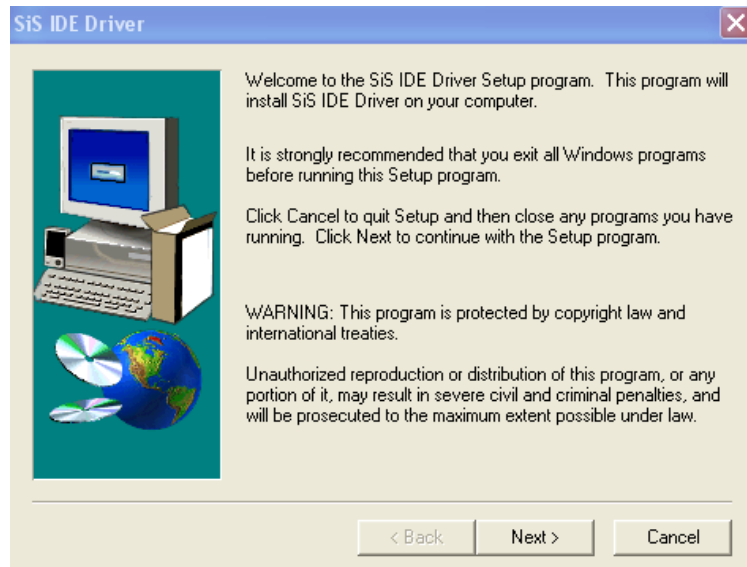 SiS IDE Driver
Welcome to the SiS IDE Driver Setup program. This program will
install SiS IDE Driver on your computer.
It is strongly recommended that you exit all Windows programs
before running this Setup program.
Click Cancel to quit Setup and then close any programs you have
running. Click Next to continue with the Setup program.
WARNING: This program is protected by copyright law and
international treaties.
Unauthorized reproduction or distribution of this program, or any
portion of it, may result in severe civil and criminal penalties, and
will be prosecuted to the maximum extent possible under law.
< Back Next > Cancel